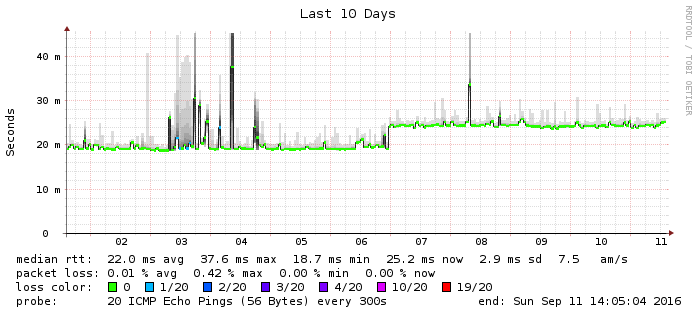 Last 10 Days
RRDTOOL / TOBI OETIKER
Seconds
40 m
30 m
20 m
10 m
0
02 03 04 05 06 07 08 09 10 11
median rtt: 22.0 ms avg 37.6 ms max 18.7 ms min 25.2 ms now 2.9 ms sd 7.5 am/s
packet loss: 0.01 % avg 0.42 % max 0.00 % min 0.00 % now
loss color: 0 1/20 2/20 3/20 4/20 10/20 19/20
probe: 20 ICMP Echo Pings (56 Bytes) every 300s end: Sun Sep 11 14:05:04 2016